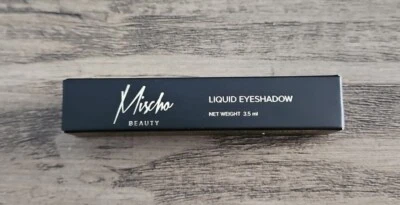 Mischo
BEAUTY
LIQUID EYESHADOW
NET WEIGHT 3.5 ml